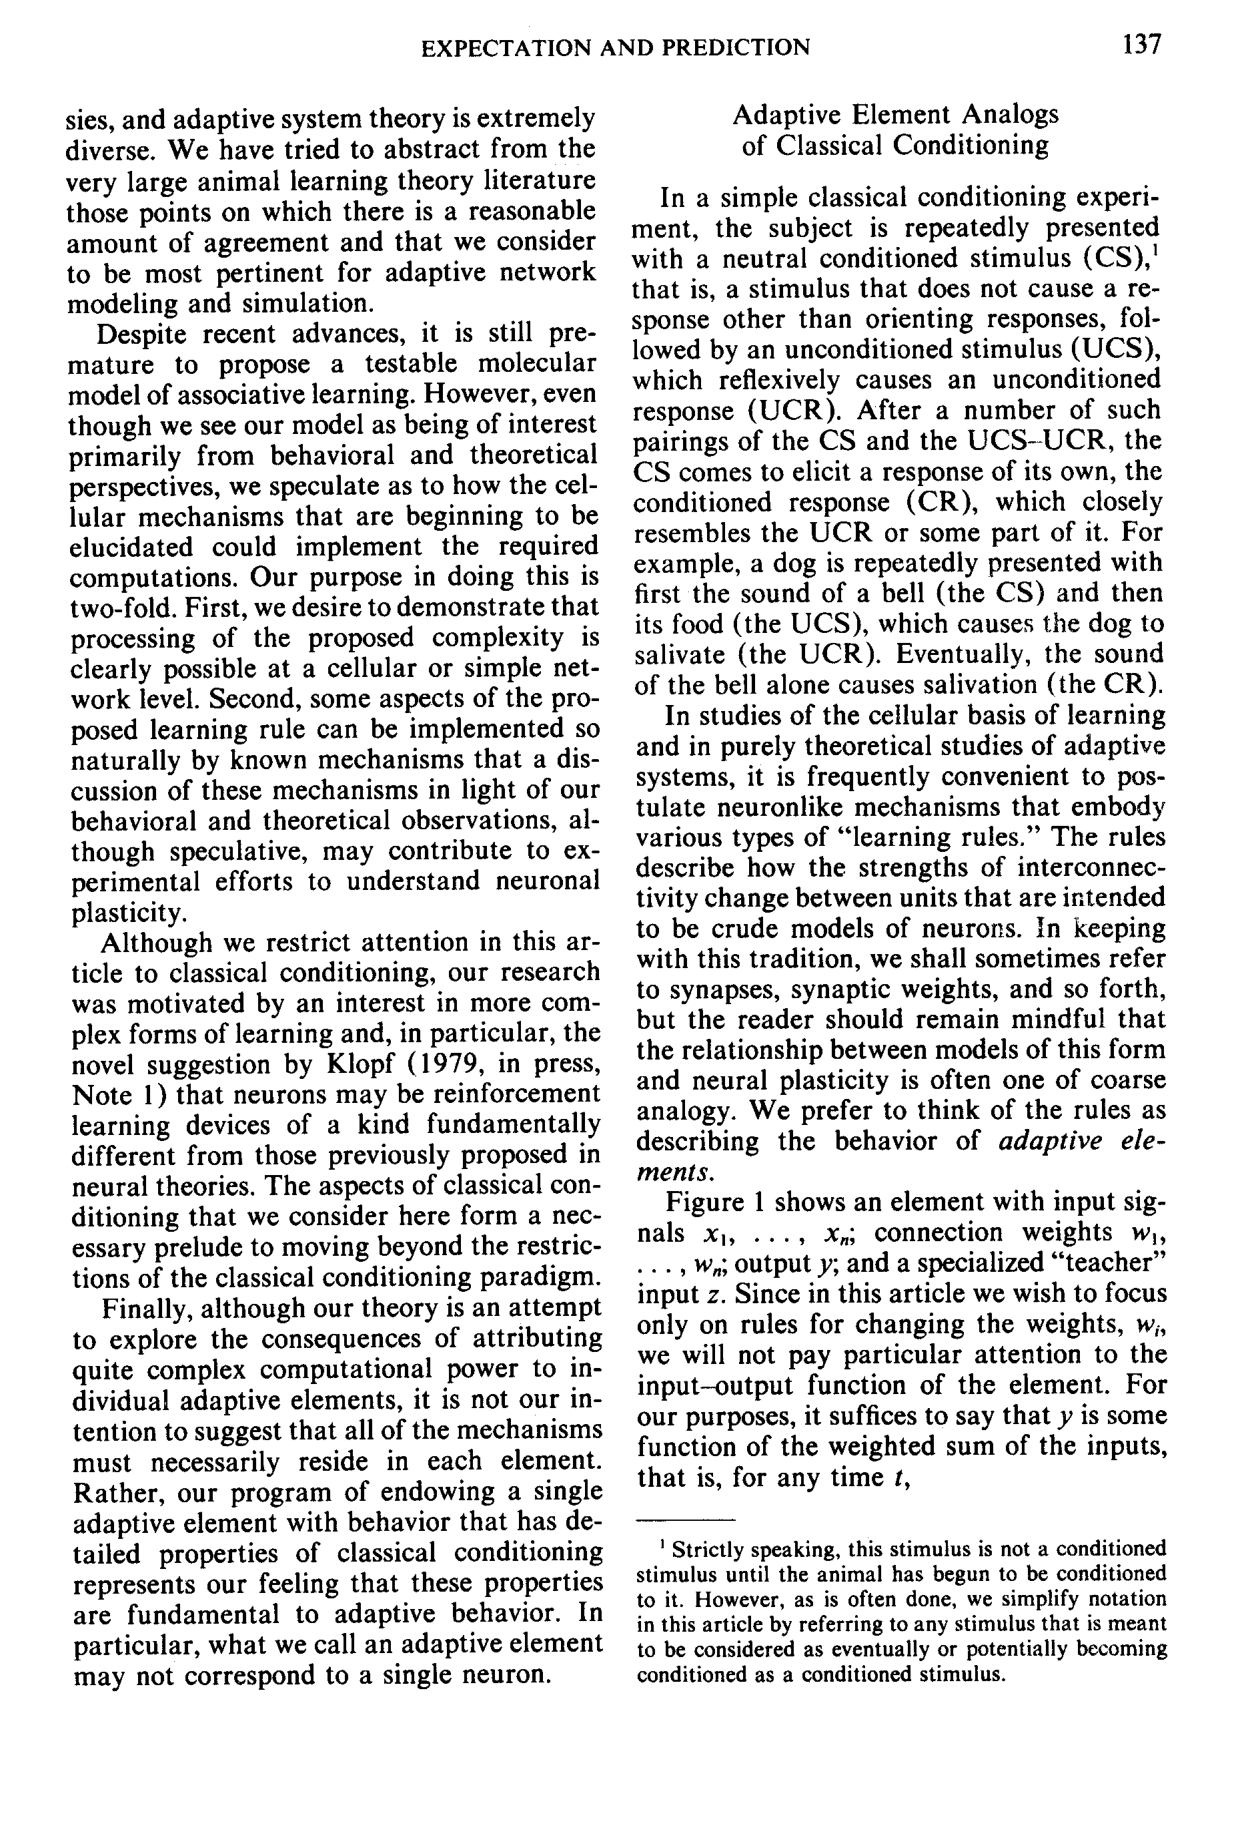 EXPECTATION AND PREDICTION
137
sies, and adaptive system theory is extremely
diverse. We have tried to abstract from the
very large animal learning theory literature
those points on which there is a reasonable
amount of agreement and that we consider
to be most pertinent for adaptive network
modeling and simulation.
Despite recent advances, it is still pre-
mature to propose a testable molecular
model of associative learning. However, even
though we see our model as being of interest
primarily from behavioral and theoretical
perspectives, we speculate as to how the cel-
lular mechanisms that are beginning to be
elucidated could implement the required
computations. Our purpose in doing this is
two-fold. First, we desire to demonstrate that
processing of the proposed complexity is
clearly possible at a cellular or simple net-
work level. Second, some aspects of the pro-
posed learning rule can be implemented so
naturally by known mechanisms that a dis-
cussion of these mechanisms in light of our
behavioral and theoretical observations, al-
though speculative, may contribute to ex-
perimental efforts to understand neuronal
plasticity.
Although we restrict attention in this ar-
ticle to classical conditioning, our research
was motivated by an interest in more com-
plex forms of learning and, in particular, the
novel suggestion by Klopf (1979, in press,
Note 1) that neurons may be reinforcement
learning devices of a kind fundamentally
different from those previously proposed in
neural theories. The aspects of classical con-
ditioning that we consider here form a nec-
essary prelude to moving beyond the restric-
tions of the classical conditioning paradigm.
Finally, although our theory is an attempt
to explore the consequences of attributing
quite complex computational power to in-
dividual adaptive elements, it is not our in-
tention to suggest that all of the mechanisms
must necessarily reside in each element.
Rather, our program of endowing a single
adaptive element with behavior that has de-
tailed properties of classical conditioning
represents our feeling that these properties
are fundamental to adaptive behavior. In
particular, what we call an adaptive element
may not correspond to a single neuron.
Adaptive Element Analogs
of Classical Conditioning
In a simple classical conditioning experi-
ment, the subject is repeatedly presented
with a neutral conditioned stimulus (CS),¹
that is, a stimulus that does not cause a re-
sponse other than orienting responses, fol-
lowed by an unconditioned stimulus (UCS),
which reflexively causes an unconditioned
response (UCR). After a number of such
pairings of the CS and the UCS–UCR, the
CS comes to elicit a response of its own, the
conditioned response (CR), which closely
resembles the UCR or some part of it. For
example, a dog is repeatedly presented with
first the sound of a bell (the CS) and then
its food (the UCS), which causes the dog to
salivate (the UCR). Eventually, the sound
of the bell alone causes salivation (the CR).
In studies of the cellular basis of learning
and in purely theoretical studies of adaptive
systems, it is frequently convenient to pos-
tulate neuronlike mechanisms that embody
various types of “learning rules.” The rules
describe how the strengths of interconnec-
tivity change between units that are intended
to be crude models of neurons. In keeping
with this tradition, we shall sometimes refer
to synapses, synaptic weights, and so forth,
but the reader should remain mindful that
the relationship between models of this form
and neural plasticity is often one of coarse
analogy. We prefer to think of the rules as
describing the behavior of adaptive ele-
ments.
Figure 1 shows an element with input sig-
nals x₁, . . . , xₙ; connection weights w₁,
. . . , wₙ; output y; and a specialized “teacher”
input z. Since in this article we wish to focus
only on rules for changing the weights, wᵢ,
we will not pay particular attention to the
input–output function of the element. For
our purposes, it suffices to say that y is some
function of the weighted sum of the inputs,
that is, for any time t,
¹ Strictly speaking, this stimulus is not a conditioned
stimulus until the animal has begun to be conditioned
to it. However, as is often done, we simplify notation
in this article by referring to any stimulus that is meant
to be considered as eventually or potentially becoming
conditioned as a conditioned stimulus.